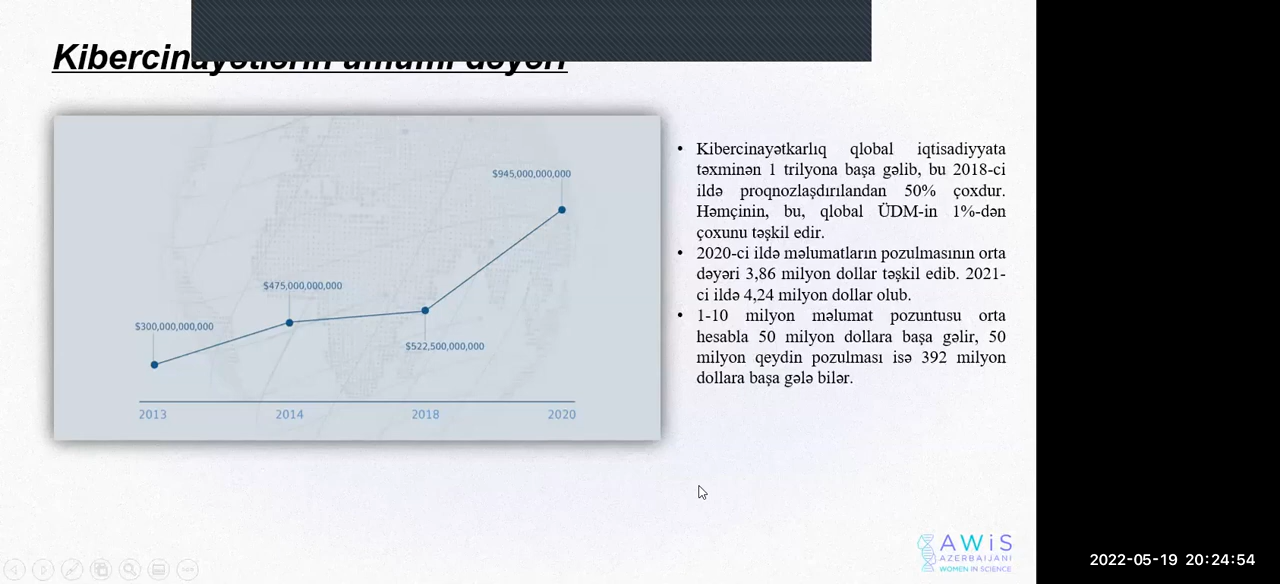 Kibercinayətlərin ümumi dəyəri
$945,000,000,000
$475,000,000,000
$300,000,000,000
$522,500,000,000
2013 2014 2018 2020
• Kibercinayətkarlıq qlobal iqtisadiyyata
təxminən 1 trilyona başa gəlib, bu 2018-ci
ildə proqnozlaşdırılandan 50% çoxdur.
Həmçinin, bu, qlobal ÜDM-in 1%-dən
çoxunu təşkil edir.
• 2020-ci ildə məlumatların pozulmasının orta
dəyəri 3,86 milyon dollar təşkil edib. 2021-
ci ildə 4,24 milyon dollar olub.
• 1-10 milyon məlumat pozuntusu orta
hesabla 50 milyon dollara başa gəlir, 50
milyon qeydin pozulması isə 392 milyon
dollara başa gələ bilər.
AWiS
AZERBAIJANI
WOMEN IN SCIENCE
2022-05-19 20:24:54